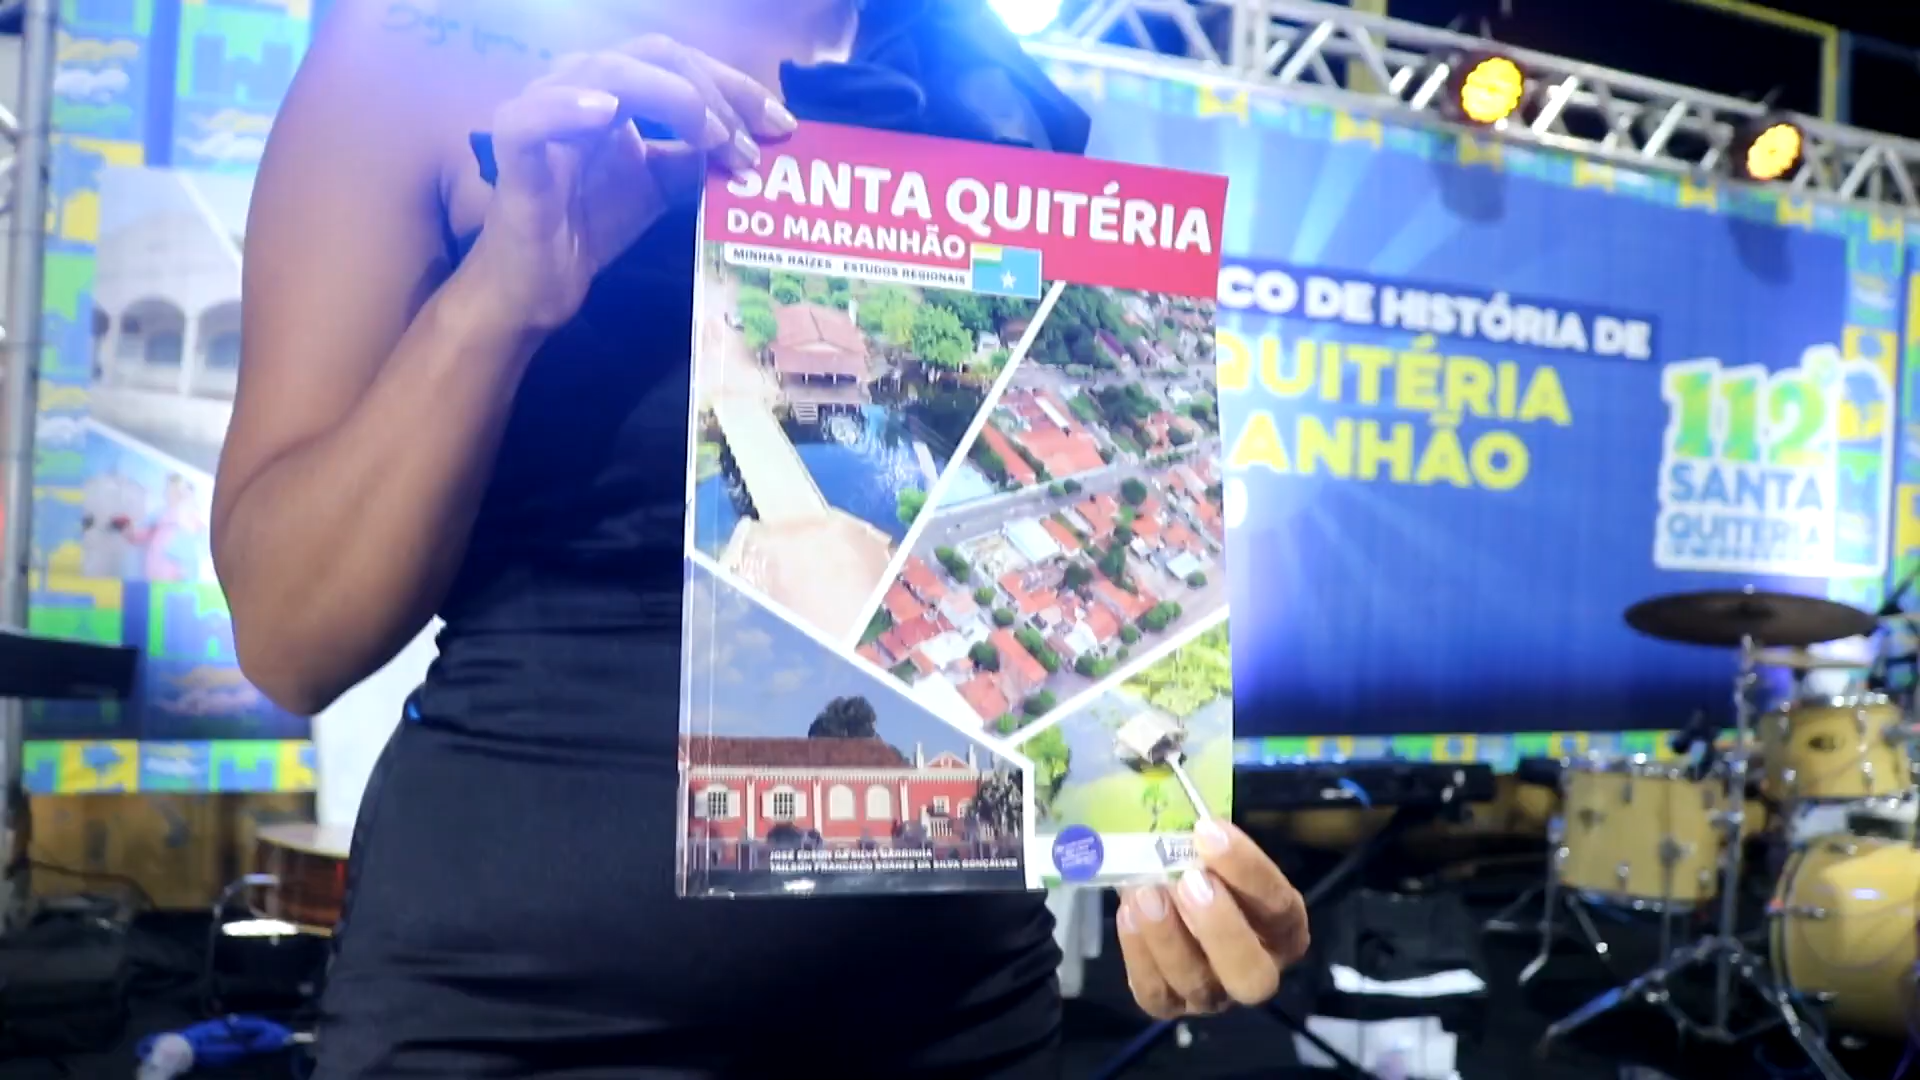 SANTA QUITÉRIA
DO MARANHÃO
MINHAS RAÍZES ESTUDOS REGIONAIS
JOSÉ EDSON DA SILVA GARRINHA
TAILSON FRANCISCO SOARES DA SILVA GONÇALVES
CO DE HISTÓRIA DE
QUITÉRIA
ANHÃO
112
SANTA
QUITÉRIA